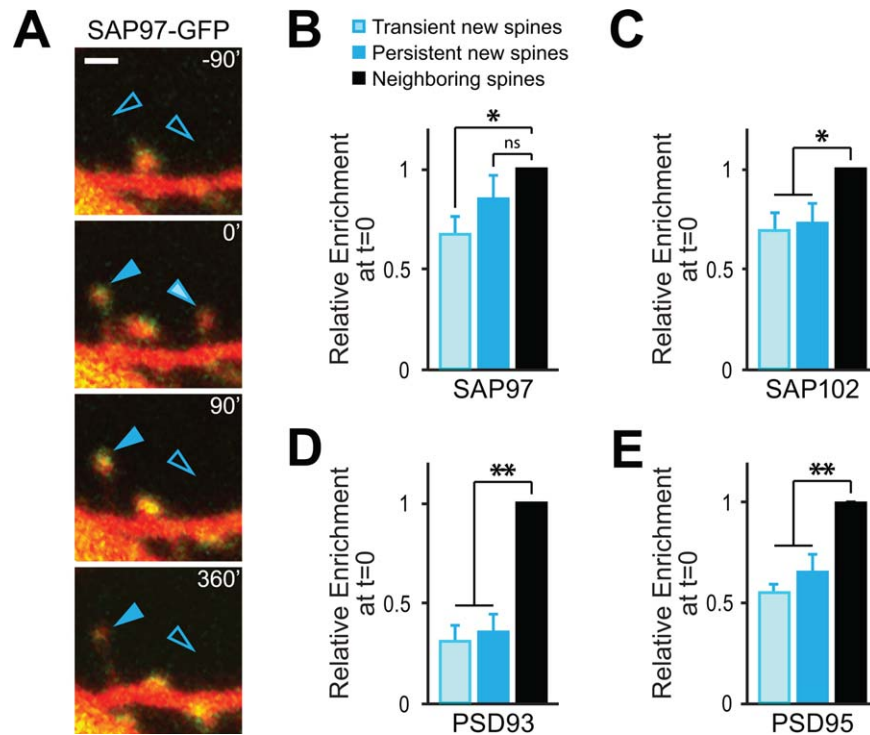 A
SAP97-GFP
-90’
0’
90’
360’
B
Transient new spines
Persistent new spines
Neighboring spines
*
ns
1
0.5
0
Relative Enrichment
at t=0
SAP97
C
*
1
0.5
0
Relative Enrichment
at t=0
SAP102
D
**
1
0.5
0
Relative Enrichment
at t=0
PSD93
E
**
1
0.5
0
Relative Enrichment
at t=0
PSD95